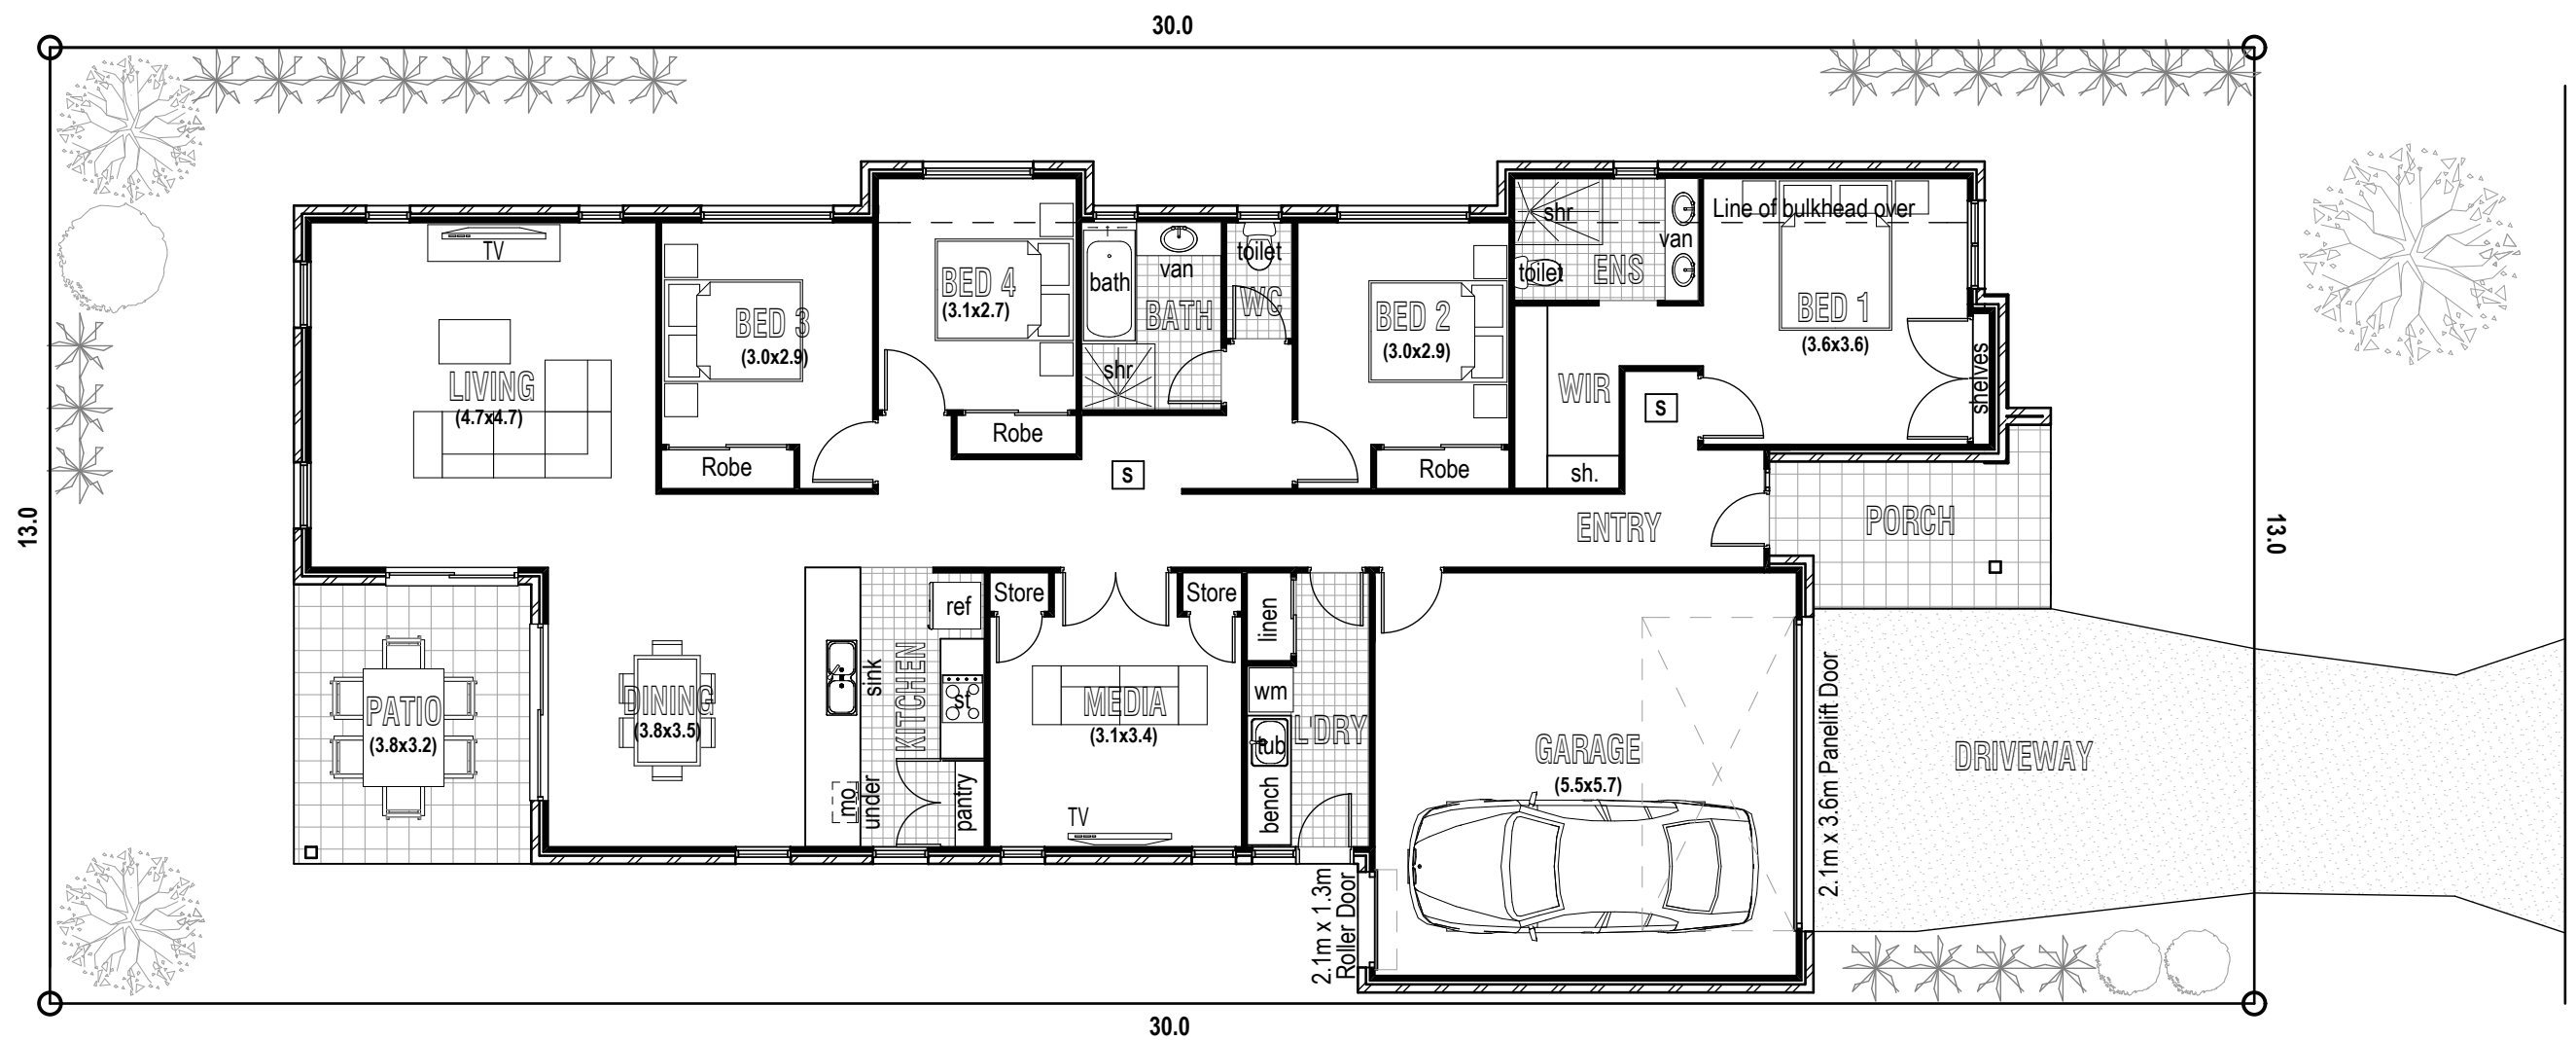 30.0
13.0
13.0
30.0
TV
LIVING
(4.7x4.7)
BED 3
(3.0x2.9)
Robe
BED 4
(3.1x2.7)
Robe
bath
van
BATH
shr
toilet
WC
S
BED 2
(3.0x2.9)
Robe
shr
toilet
ENS
van
WIR
sh.
S
Line of bulkhead over
BED 1
(3.6x3.6)
shelves
ENTRY
PORCH
PATIO
(3.8x3.2)
DINING
(3.8x3.5)
sink
mo
under
KITCHEN
ref
st
pantry
Store
Store
MEDIA
(3.1x3.4)
TV
linen
wm
tub
bench
L'DRY
2.1m x 1.3m
Roller Door
GARAGE
(5.5x5.7)
2.1m x 3.6m Panelift Door
DRIVEWAY